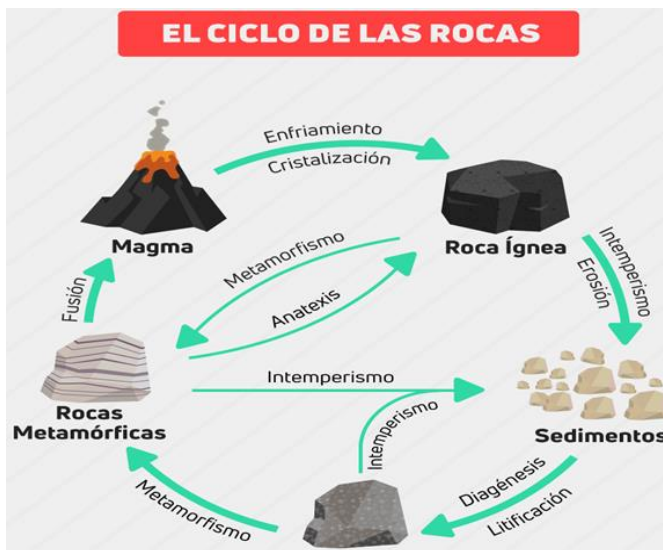 EL CICLO DE LAS ROCAS
Enfriamiento
Cristalización
Magma
Roca Ígnea
Intemperismo
Erosión
Metamorfismo
Anatexis
Fusión
Intemperismo
Rocas
Metamórficas
Sedimentos
Intemperismo
Metamorfismo
Diagénesis
Litificación